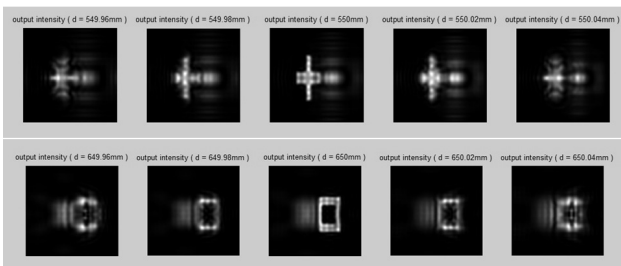 output intensity ( d = 549.96mm ) output intensity ( d = 549.98mm ) output intensity ( d = 550mm ) output intensity ( d = 550.02mm ) output intensity ( d = 550.04mm )
output intensity ( d = 649.96mm ) output intensity ( d = 649.98mm ) output intensity ( d = 650mm ) output intensity ( d = 650.02mm ) output intensity ( d = 650.04mm )